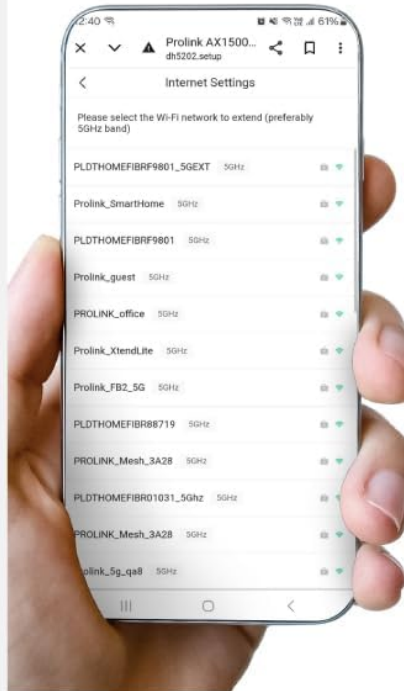 2:40
61%
Prolink AX1500...
dh5202.setup
Internet Settings
Please select the Wi-Fi network to extend (preferably
5GHz band)
PLDTHOMEFIBRF9801_5GEXT 5GHz
Prolink_SmartHome 5GHz
PLDTHOMEFIBRF9801 5GHz
Prolink_guest 5GHz
PROLINK_office 5GHz
Prolink_XtendLite 5GHz
Prolink_FB2_5G 5GHz
PLDTHOMEFIBR88719 5GHz
PROLINK_Mesh_3A28 5GHz
PLDTHOMEFIBR01031_5Ghz 5GHz
PROLINK_Mesh_3A28 5GHz
olink_5g_qa8 5GHz